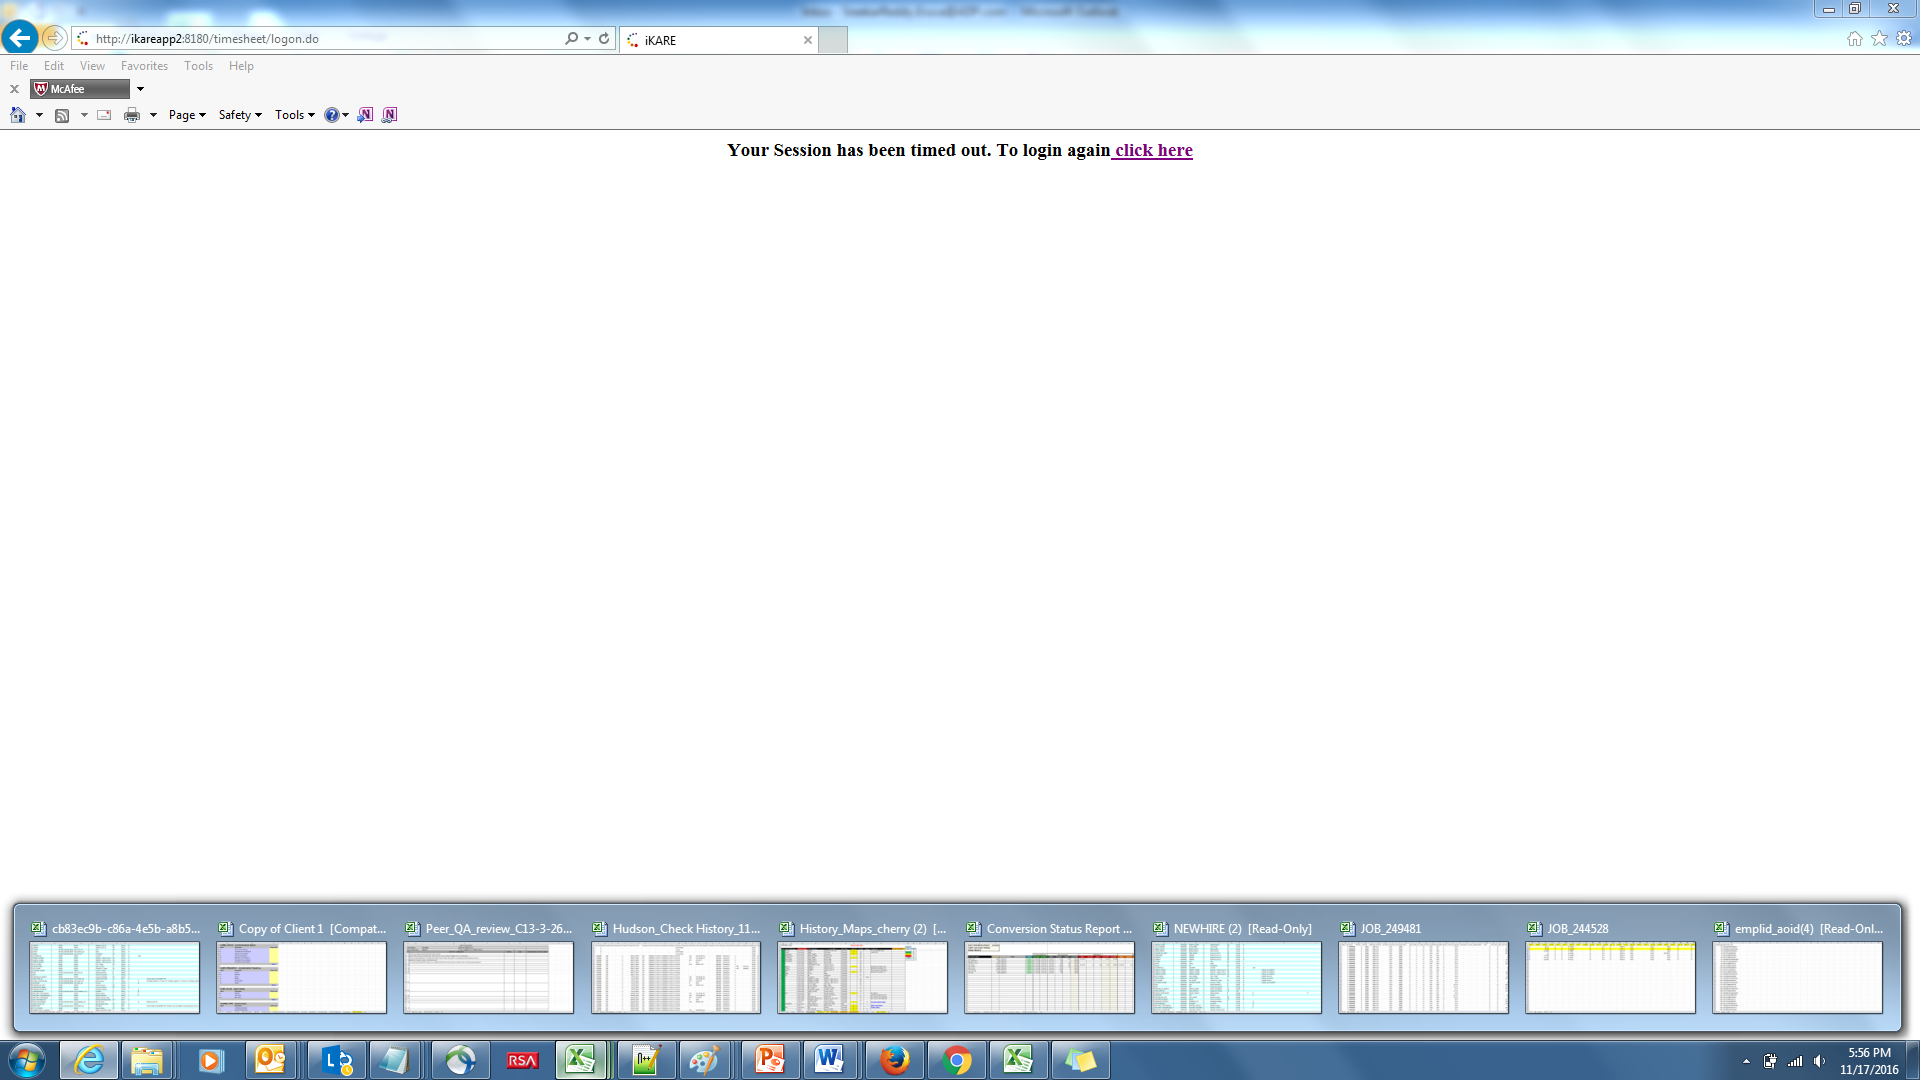 http://ikareapp2:8180/timesheet/logon.do
iKARE
File Edit View Favorites Tools Help
McAfee
Page Safety Tools
Your Session has been timed out. To login again click here
cb83ec9b-c86a-4e5b-a8b5...
Copy of Client 1 [Compat...
Peer_QA_review_C13-3-26...
Hudson_Check History_11...
History_Maps_cherry (2) [...
Conversion Status Report ...
NEWHIRE (2) [Read-Only]
JOB_249481
JOB_244528
emplid_aoid(4) [Read-Onl...
RSA
5:56 PM
11/17/2016